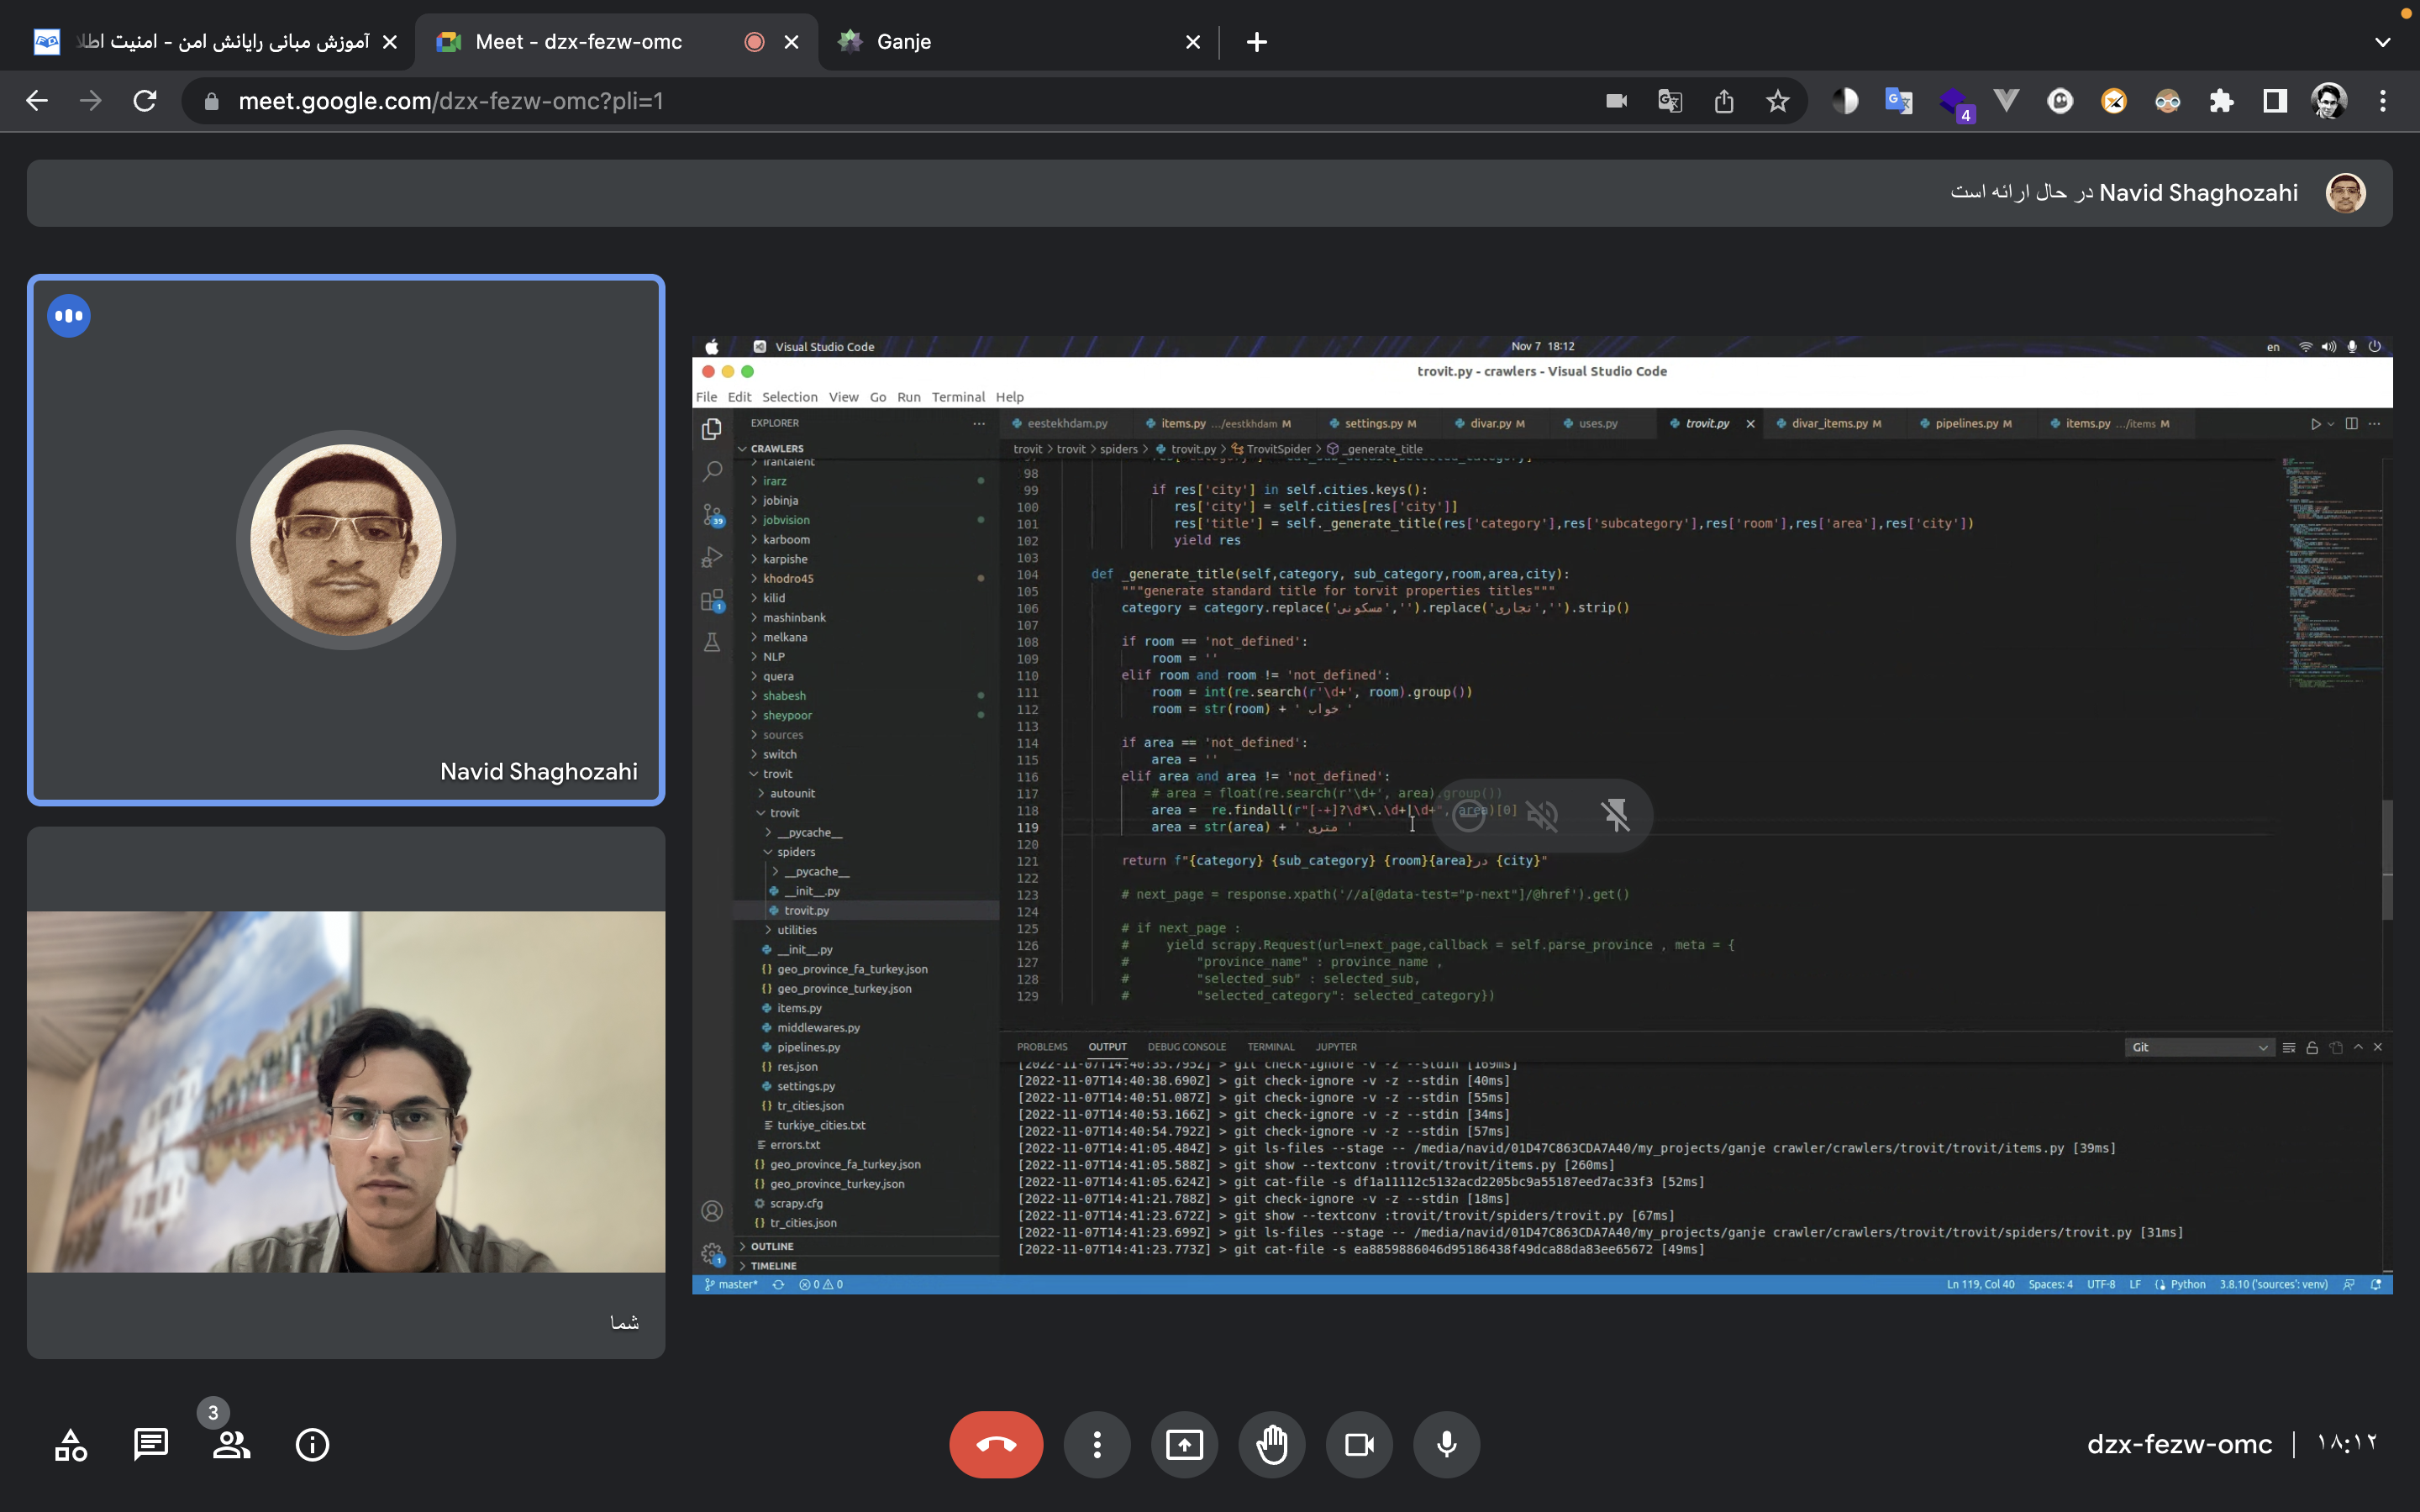 آموزش مبانی رایانش امن - امنیت اطلا
Meet - dzx-fezw-omc
Ganje
meet.google.com/dzx-fezw-omc?pli=1
4
Navid Shaghozahi در حال ارائه است
Navid Shaghozahi
شما
Visual Studio Code
Nov 7 18:12
en
trovit.py - crawlers - Visual Studio Code
File Edit Selection View Go Run Terminal Help
EXPLORER
eestekhdam.py
items.py .../eestkhdam M
settings.py M
divar.py M
uses.py
trovit.py
divar_items.py M
pipelines.py M
items.py .../items M
trovit > trovit > spiders > trovit.py > TrovitSpider > _generate_title
CRAWLERS
irantalent
irarz
jobinja
jobvision
karboom
karpishe
khodro45
kilid
mashinbank
melkana
NLP
quera
shabesh
sheypoor
sources
switch
trovit
autounit
trovit
__pycache__
spiders
__pycache__
__init__.py
trovit.py
utilities
__init__.py
geo_province_fa_turkey.json
geo_province_turkey.json
items.py
middlewares.py
pipelines.py
res.json
settings.py
tr_cities.json
turkiye_cities.txt
errors.txt
geo_province_fa_turkey.json
geo_province_turkey.json
scrapy.cfg
tr_cities.json
OUTLINE
TIMELINE
39
1
1
98
99 if res['city'] in self.cities.keys():
100 res['city'] = self.cities[res['city']]
101 res['title'] = self._generate_title(res['category'],res['subcategory'],res['room'],res['area'],res['city'])
102 yield res
103
104 def _generate_title(self,category, sub_category,room,area,city):
105 """generate standard title for torvit properties titles"""
106 category = category.replace('مسکونی','').replace('تجاری','').strip()
107
108 if room == 'not_defined':
109 room = ''
110 elif room and room != 'not_defined':
111 room = int(re.search(r'\d+', room).group())
112 room = str(room) + ' خواب '
113
114 if area == 'not_defined':
115 area = ''
116 elif area and area != 'not_defined':
117 # area = float(re.search(r'\d+', area).group())
118 area =  re.findall(r"[-+]?\d*\.\d+|\d+", area)[0]
119 area = str(area) + ' متری '
120
121 return f"{category} {sub_category} {room}{area}در {city}"
122
123 # next_page = response.xpath('//a[@data-test="p-next"]/@href').get()
124
125 # if next_page :
126 #     yield scrapy.Request(url=next_page,callback = self.parse_province , meta = {
127 #         "province_name" : province_name ,
128 #         "selected_sub" : selected_sub,
129 #         "selected_category": selected_category})
PROBLEMS OUTPUT DEBUG CONSOLE TERMINAL JUPYTER
Git
[2022-11-07T14:40:35.795Z] > git check-ignore -v -z --stdin [169ms]
[2022-11-07T14:40:38.690Z] > git check-ignore -v -z --stdin [40ms]
[2022-11-07T14:40:51.087Z] > git check-ignore -v -z --stdin [55ms]
[2022-11-07T14:40:53.166Z] > git check-ignore -v -z --stdin [34ms]
[2022-11-07T14:40:54.792Z] > git check-ignore -v -z --stdin [57ms]
[2022-11-07T14:41:05.484Z] > git ls-files --stage -- /media/navid/01D47C863CDA7A40/my_projects/ganje crawler/crawlers/trovit/trovit/items.py [39ms]
[2022-11-07T14:41:05.588Z] > git show --textconv :trovit/trovit/items.py [260ms]
[2022-11-07T14:41:05.624Z] > git cat-file -s df1a11112c5132acd2205bc9a55187eed7ac33f3 [52ms]
[2022-11-07T14:41:21.788Z] > git check-ignore -v -z --stdin [18ms]
[2022-11-07T14:41:23.672Z] > git show --textconv :trovit/trovit/spiders/trovit.py [67ms]
[2022-11-07T14:41:23.699Z] > git ls-files --stage -- /media/navid/01D47C863CDA7A40/my_projects/ganje crawler/crawlers/trovit/trovit/spiders/trovit.py [31ms]
[2022-11-07T14:41:23.773Z] > git cat-file -s ea8859886046d95186438f49dca88da83ee65672 [49ms]
master* 0 0
Ln 119, Col 40 Spaces: 4 UTF-8 LF Python 3.8.10 ('sources': venv)
3
dzx-fezw-omc | ۱۸:۱۲